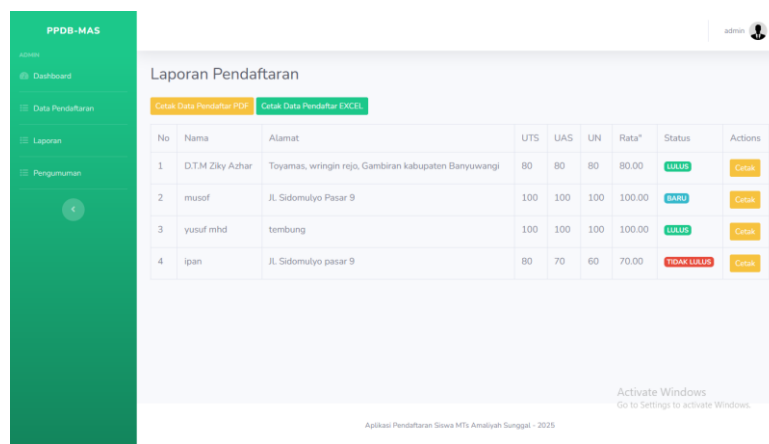 PPDB-MAS
admin
ADMIN
Dashboard
Data Pendaftaran
Laporan
Pengumuman
Laporan Pendaftaran
Cetak Data Pendaftar PDF Cetak Data Pendaftar EXCEL
No Nama Alamat UTS UAS UN Rata" Status Actions
1 D.T.M Ziky Azhar Toyamas, wringin rejo, Gambiran kabupaten Banyuwangi 80 80 80 80.00 LULUS Cetak
2 musof Jl. Sidomulyo Pasar 9 100 100 100 100.00 BARU Cetak
3 yusuf mhd tembung 100 100 100 100.00 LULUS Cetak
4 ipan Jl. Sidomulyo pasar 9 80 70 60 70.00 TIDAK LULUS Cetak
Activate Windows
Go to Settings to activate Windows.
Aplikasi Pendaftaran Siswa MTs Amaliyah Sunggal - 2025